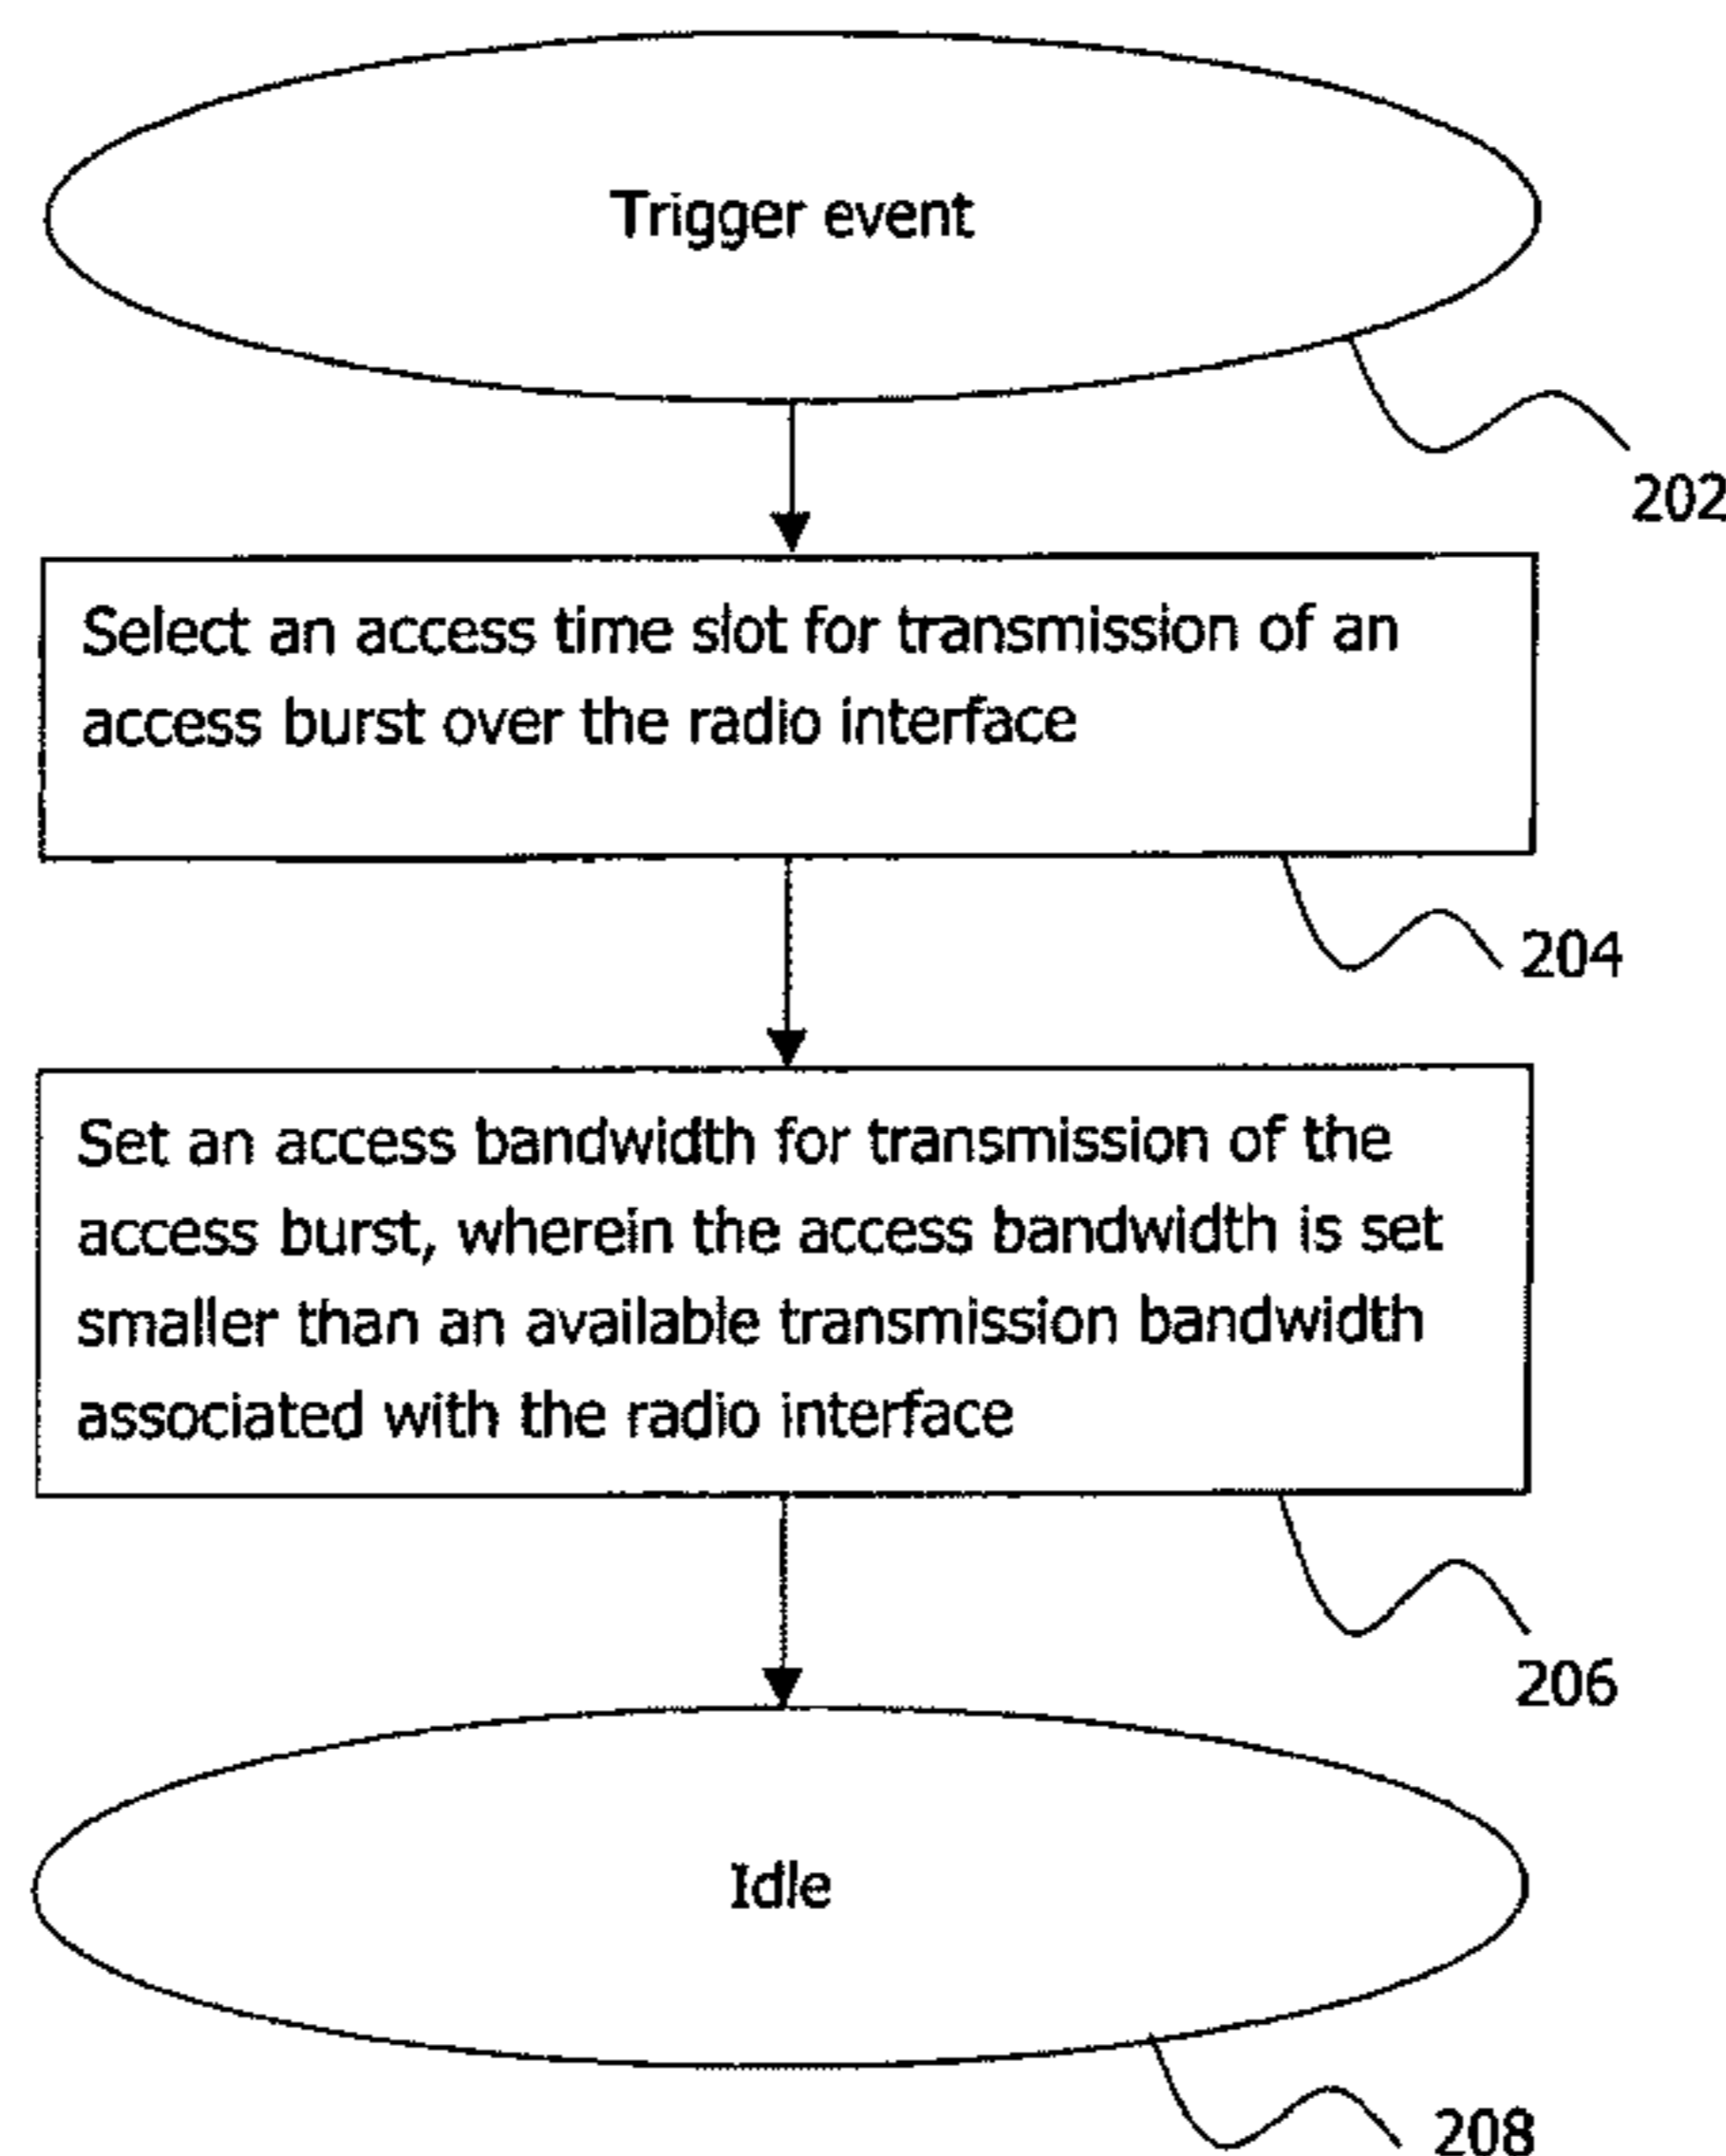 Trigger event
202
Select an access time slot for transmission of an
access burst over the radio interface
204
Set an access bandwidth for transmission of the
access burst, wherein the access bandwidth is set
smaller than an available transmission bandwidth
associated with the radio interface
206
Idle
208